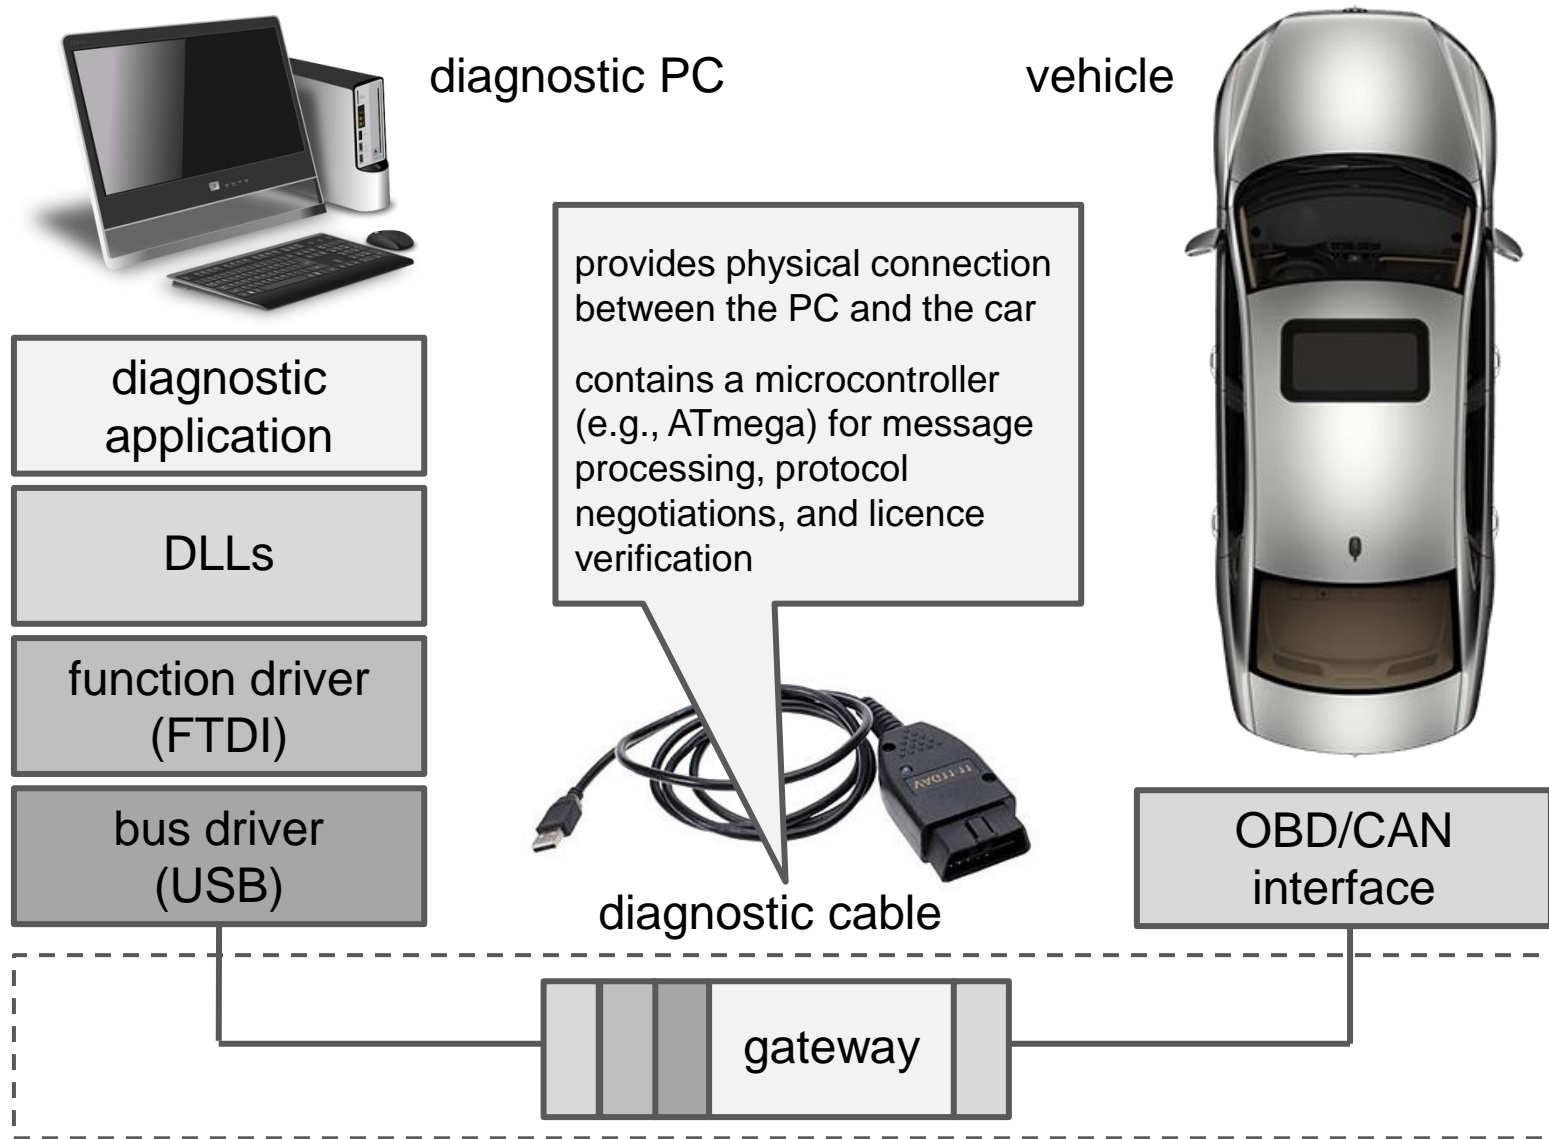 diagnostic PC
vehicle
provides physical connection
between the PC and the car
contains a microcontroller
(e.g., ATmega) for message
processing, protocol
negotiations, and licence
verification
diagnostic
application
DLLs
function driver
(FTDI)
bus driver
(USB)
diagnostic cable
OBD/CAN
interface
gateway